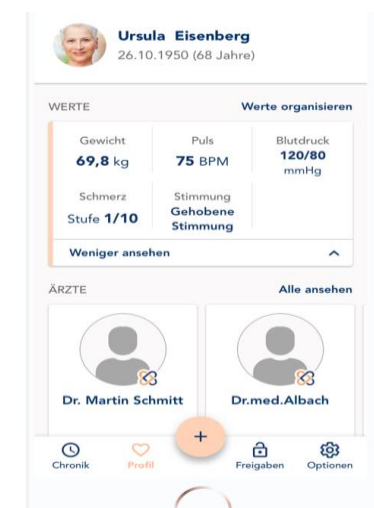 Ursula Eisenberg
26.10.1950 (68 Jahre)
WERTE Werte organisieren
Gewicht Puls Blutdruck
69,8 kg 75 BPM 120/80
mmHg
Schmerz Stimmung
Stufe 1/10 Gehobene
Stimmung
Weniger ansehen
ÄRZTE Alle ansehen
Dr. Martin Schmitt Dr.med.Albach
+
Chronik Profil Freigaben Optionen